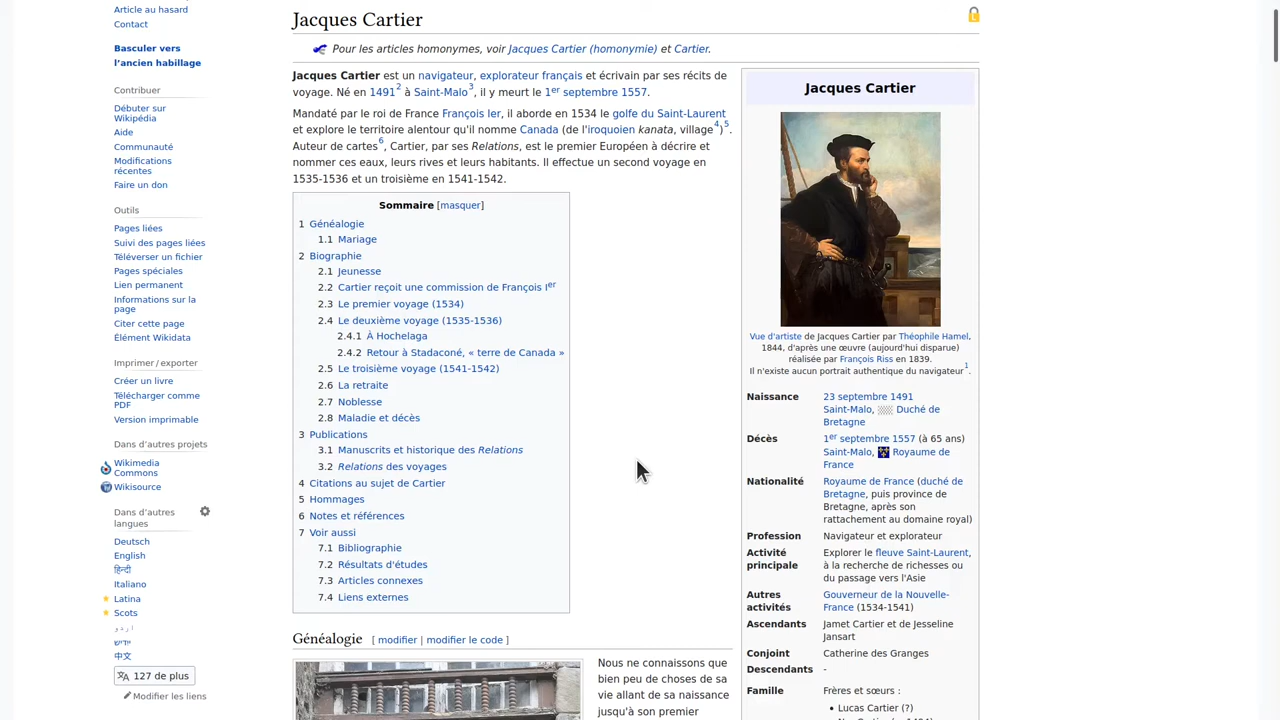 Article au hasard
Contact
Basculer vers
l'ancien habillage
Contribuer
Débuter sur
Wikipédia
Aide
Communauté
Modifications
récentes
Faire un don
Outils
Pages liées
Suivi des pages liées
Téléverser un fichier
Pages spéciales
Lien permanent
Informations sur la
page
Citer cette page
Élément Wikidata
Imprimer / exporter
Créer un livre
Télécharger comme
PDF
Version imprimable
Dans d'autres projets
Wikimedia
Commons
Wikisource
Dans d'autres
langues
Deutsch
English
हिन्दी
Italiano
Latina
Scots
اردو
ייִדיש
中文
127 de plus
Modifier les liens
Jacques Cartier
Pour les articles homonymes, voir Jacques Cartier (homonymie) et Cartier.
Jacques Cartier est un navigateur, explorateur français et écrivain par ses récits de
voyage. Né en 1491² à Saint-Malo³, il y meurt le 1er septembre 1557.
Mandaté par le roi de France François Ier, il aborde en 1534 le golfe du Saint-Laurent
et explore le territoire alentour qu'il nomme Canada (de l'iroquoien kanata, village⁴)⁵.
Auteur de cartes⁶, Cartier, par ses Relations, est le premier Européen à décrire et
nommer ces eaux, leurs rives et leurs habitants. Il effectue un second voyage en
1535-1536 et un troisième en 1541-1542.
Sommaire [masquer]
1 Généalogie
1.1 Mariage
2 Biographie
2.1 Jeunesse
2.2 Cartier reçoit une commission de François Ier
2.3 Le premier voyage (1534)
2.4 Le deuxième voyage (1535-1536)
2.4.1 À Hochelaga
2.4.2 Retour à Stadaconé, « terre de Canada »
2.5 Le troisième voyage (1541-1542)
2.6 La retraite
2.7 Noblesse
2.8 Maladie et décès
3 Publications
3.1 Manuscrits et historique des Relations
3.2 Relations des voyages
4 Citations au sujet de Cartier
5 Hommages
6 Notes et références
7 Voir aussi
7.1 Bibliographie
7.2 Résultats d'études
7.3 Articles connexes
7.4 Liens externes
Généalogie [ modifier | modifier le code ]
Nous ne connaissons que
bien peu de choses de sa
vie allant de sa naissance
jusqu'à son premier
Jacques Cartier
Vue d'artiste de Jacques Cartier par Théophile Hamel,
1844, d'après une œuvre (aujourd'hui disparue)
réalisée par François Riss en 1839.
Il n'existe aucun portrait authentique du navigateur¹.
Naissance 23 septembre 1491
Saint-Malo, Duché de
Bretagne
Décès 1er septembre 1557 (à 65 ans)
Saint-Malo, Royaume de
France
Nationalité Royaume de France (duché de
Bretagne, puis province de
Bretagne, après son
rattachement au domaine royal)
Profession Navigateur et explorateur
Activité Explorer le fleuve Saint-Laurent,
principale à la recherche de richesses ou
du passage vers l'Asie
Autres Gouverneur de la Nouvelle-
activités France (1534-1541)
Ascendants Jamet Cartier et de Jesseline
Jansart
Conjoint Catherine des Granges
Descendants -
Famille Frères et sœurs :
• Lucas Cartier (?)